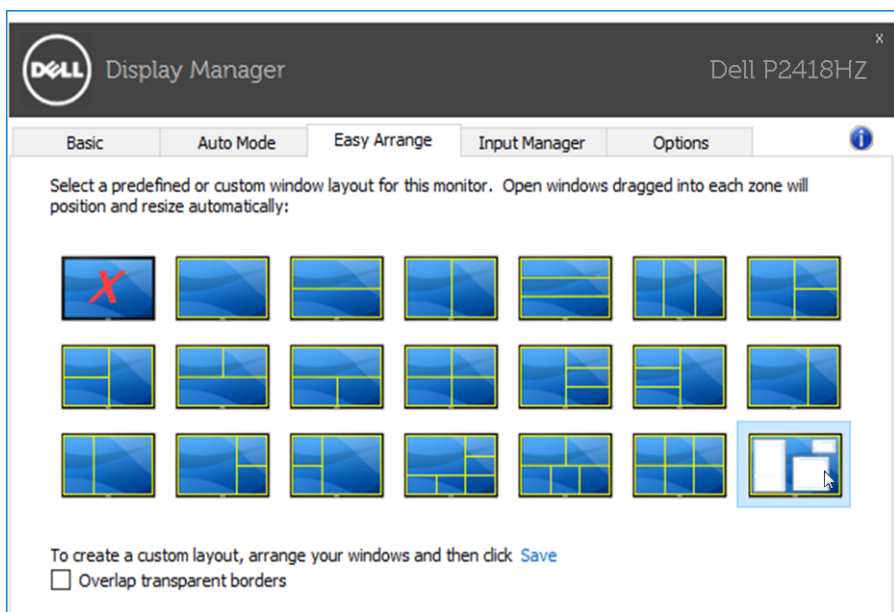 x
DELL Display Manager Dell P2418HZ
Basic Auto Mode Easy Arrange Input Manager Options i
Select a predefined or custom window layout for this monitor. Open windows dragged into each zone will
position and resize automatically:
X
To create a custom layout, arrange your windows and then click Save
Overlap transparent borders